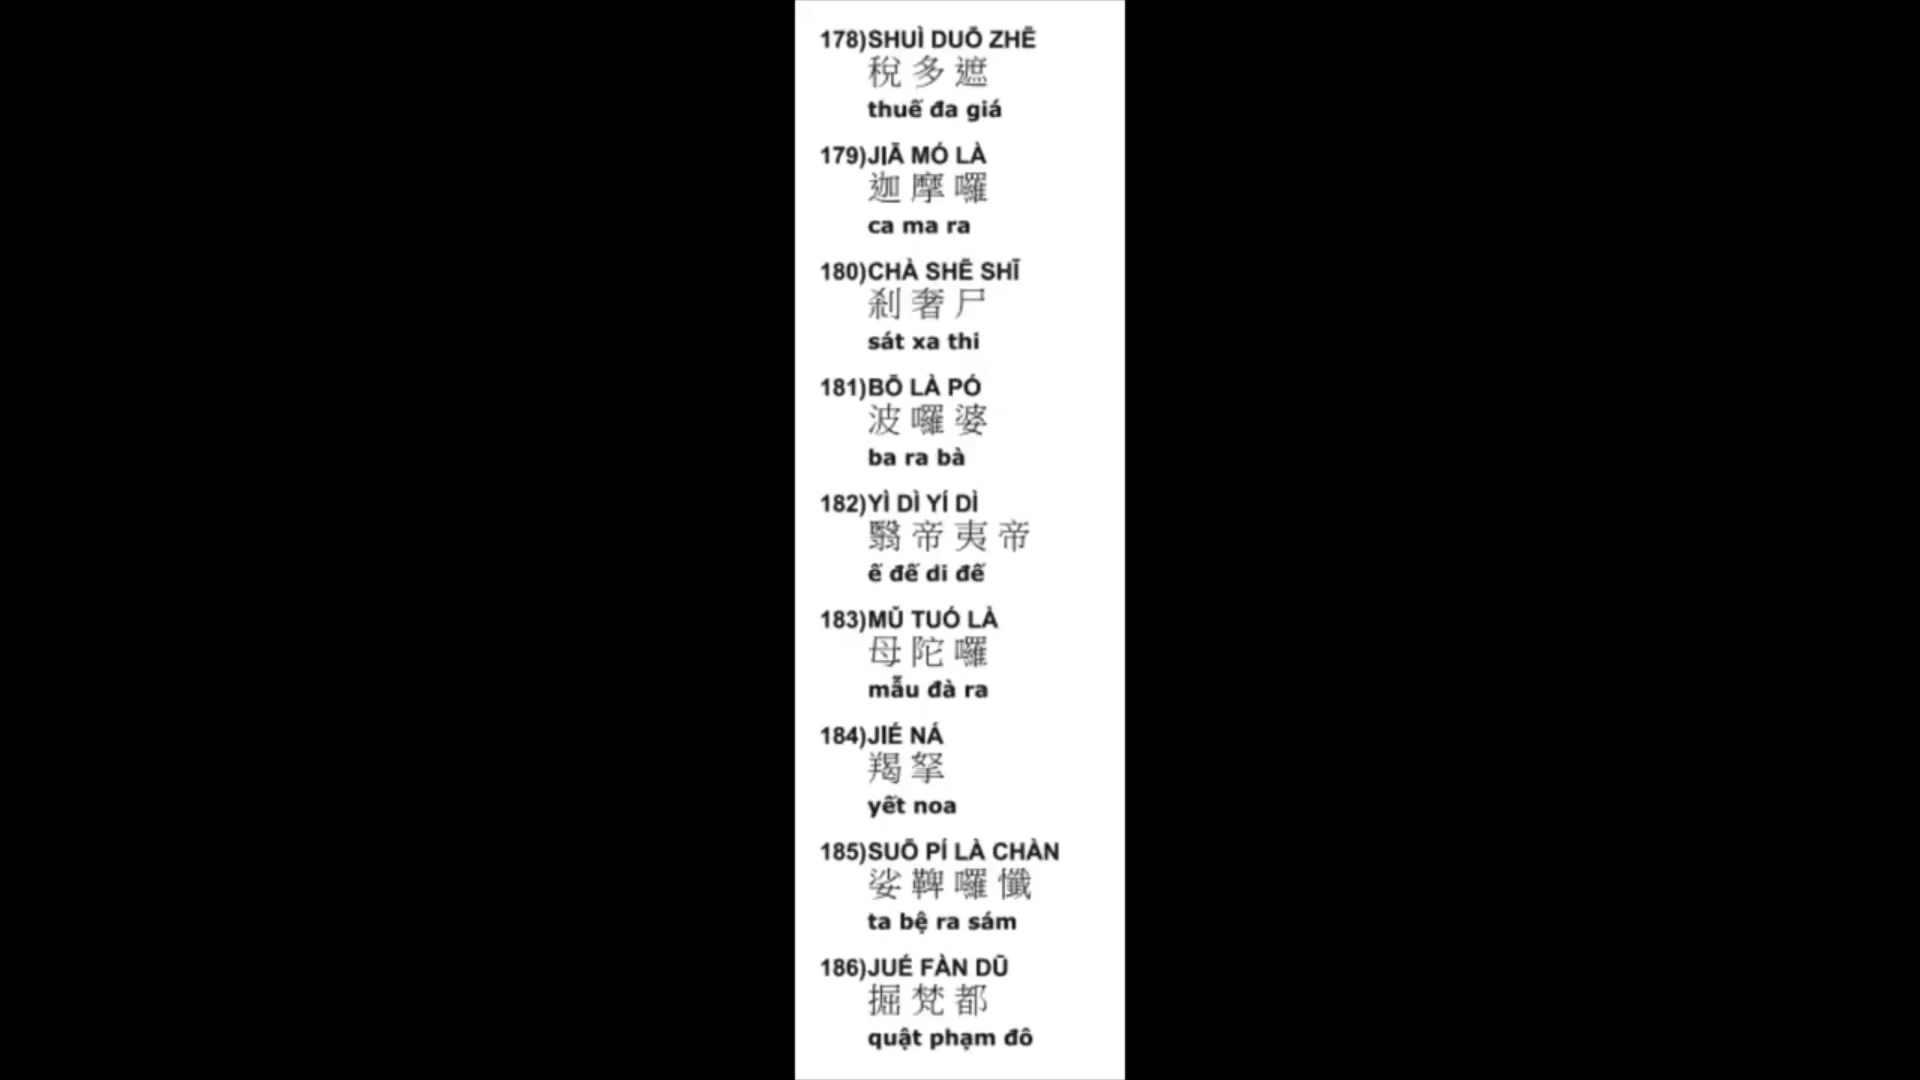 178)SHUÌ DUŌ ZHĒ
稅 多 遮
thuế đa giá
179)JIĀ MÓ LÀ
迦 摩 囉
ca ma ra
180)CHÀ SHĒ SHĪ
剎 奢 尸
sát xa thi
181)BŌ LÀ PÓ
波 囉 婆
ba ra bà
182)YÌ DÌ YÍ DÌ
翳 帝 夷 帝
ế đế di đế
183)MǓ TUÓ LÀ
母 陀 囉
mẫu đà ra
184)JIÉ NÁ
羯 拏
yết noa
185)SUŌ PÍ LÀ CHÀN
娑 鞞 囉 懺
ta bệ ra sám
186)JUÉ FÀN DŪ
掘 梵 都
quật phạm đô